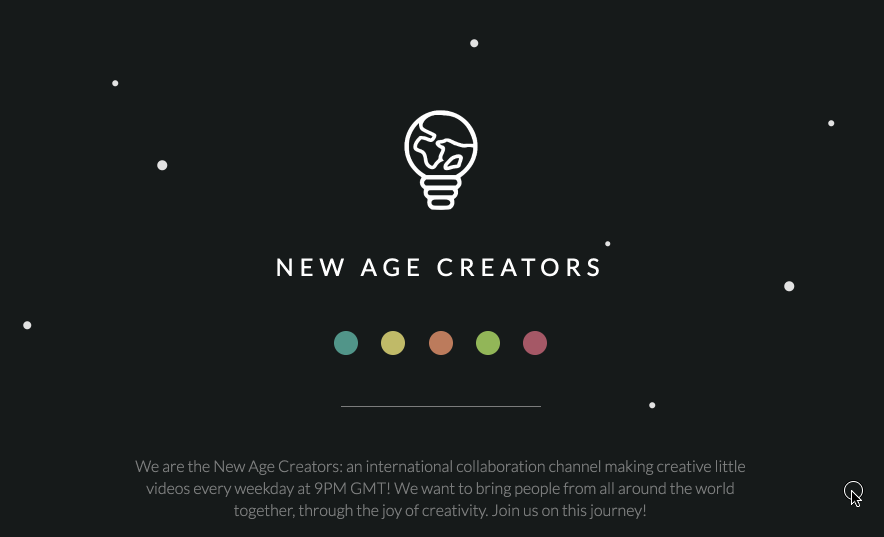 NEW AGE CREATORS
We are the New Age Creators: an international collaboration channel making creative little
videos every weekday at 9PM GMT! We want to bring people from all around the world
together, through the joy of creativity. Join us on this journey!